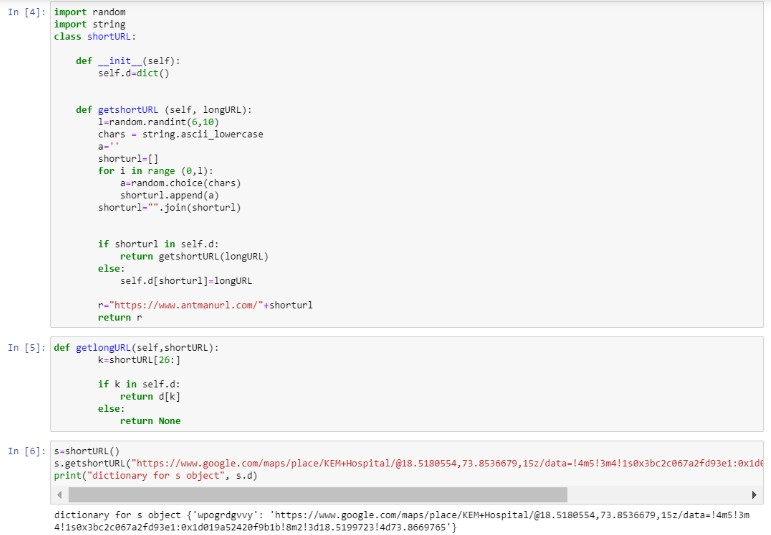 In [4]: import random
import string
class shortURL:
def __init__(self):
self.d=dict()
def getshortURL (self, longURL):
l=random.randint(6,10)
chars = string.ascii_lowercase
a=''
shorturl=[]
for i in range (0,l):
a=random.choice(chars)
shorturl.append(a)
shorturl="".join(shorturl)
if shorturl in self.d:
return getshortURL(longURL)
else:
self.d[shorturl]=longURL
r="https://www.antmanurl.com/"+shorturl
return r
In [5]: def getlongURL(self,shortURL):
k=shortURL[26:]
if k in self.d:
return d[k]
else:
return None
In [6]: s=shortURL()
s.getshortURL("https://www.google.com/maps/place/KEM+Hospital/@18.5180554,73.8536679,15z/data=!4m5!3m4!1s0x3bc2c067a2fd93e1:0x1d0
print("dictionary for s object", s.d)
dictionary for s object {'wpogrdgvvy': 'https://www.google.com/maps/place/KEM+Hospital/@18.5180554,73.8536679,15z/data=!4m5!3m
4!1s0x3bc2c067a2fd93e1:0x1d019a52420f9b1b!8m2!3d18.5199723!4d73.8669765'}